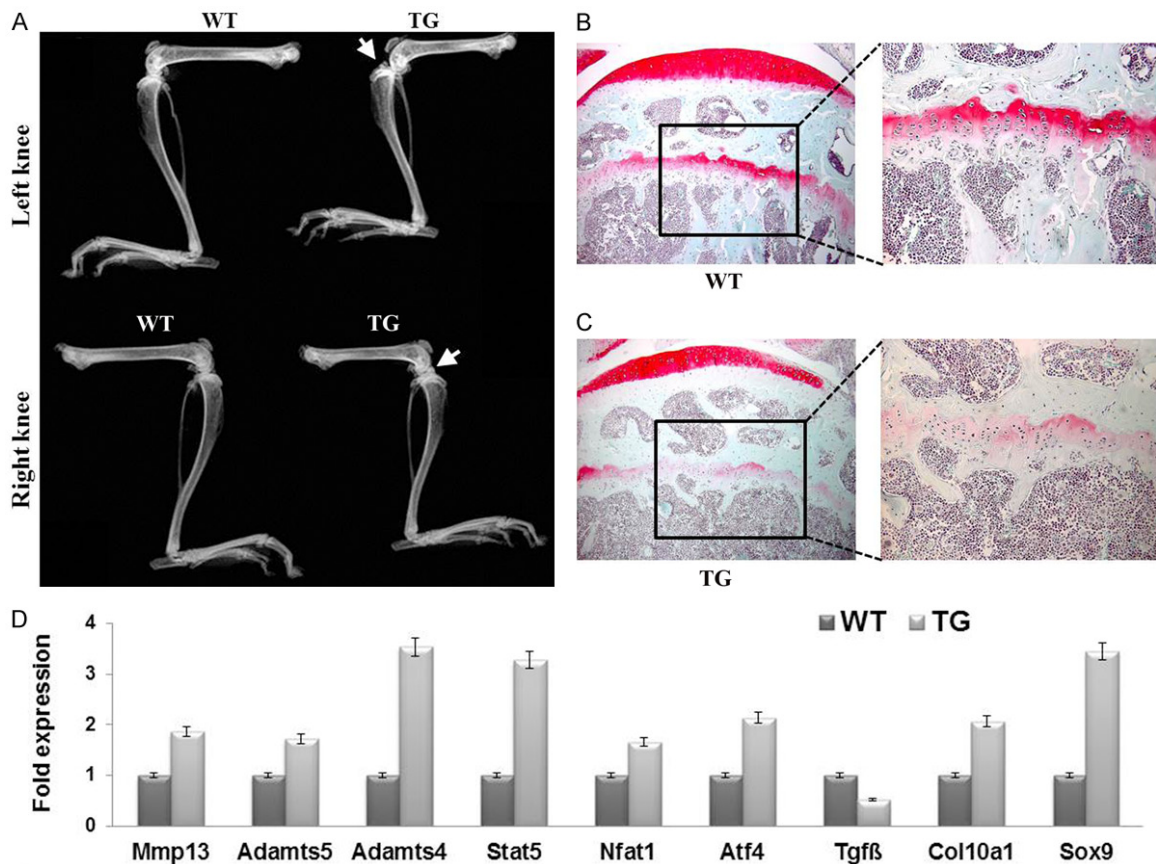 A
WT
TG
Left knee
WT
TG
Right knee
B
WT
C
TG
D
WT
TG
Fold expression
4
3
2
1
0
Mmp13 Adamts5 Adamts4 Stat5 Nfat1 Atf4 Tgfß Col10a1 Sox9